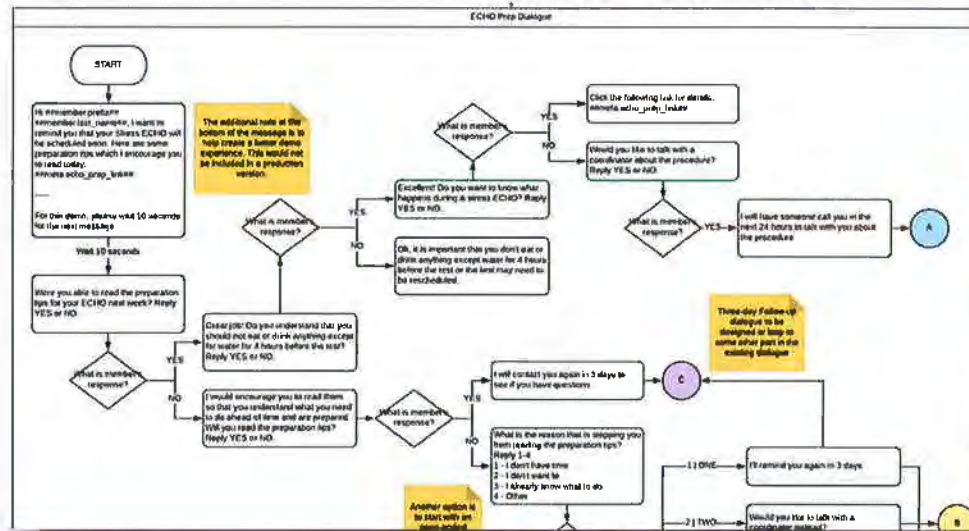 ECHO Prep Dialogue
START
Hi ##member.prefix##
##member.last_name##, I want to
remind you that your Stress ECHO will
be scheduled soon. Here are some
preparation tips which I encourage you
to read today.
##meta.echo_prep_link##
For this demo, please wait 10 seconds
for the next message
The additional note at the
bottom of the message is to
help create a better demo
experience. This would not
be included in a production
version.
Wait 10 seconds
Were you able to read the preparation
tips for your ECHO next week? Reply
YES or NO.
What is member's
response?
YES
NO
Great job! Do you understand that you
should not eat or drink anything except
for water for 4 hours before the test?
Reply YES or NO.
What is member's
response?
YES
NO
Excellent! Do you want to know what
happens during a stress ECHO? Reply
YES or NO.
Ok, it is important that you don't eat or
drink anything except water for 4 hours
before the test or the test may need to
be rescheduled.
What is member's
response?
YES
NO
Click the following link for details.
##meta.echo_prep_link##
Would you like to talk with a
coordinator about the procedure?
Reply YES or NO.
What is member's
response?
YES
I will have someone call you in the
next 24 hours to talk with you about
the procedure
A
I would encourage you to read them
so that you understand what you need
to do ahead of time and are prepared
Will you read the preparation tips?
Reply YES or NO.
What is member's
response?
YES
NO
I will contact you again in 3 days to
see if you have questions
C
Three-day Follow-up
dialogue to be
designed or loop to
some other part in the
existing dialogue
What is the reason that is stopping you
from reading the preparation tips?
Reply 1-4
1 - I don't have time
2 - I don't want to
3 - I already know what to do
4 - Other
Another option is
to start with an
open-ended
1 | ONE
I'll remind you again in 3 days
2 | TWO
Would you like to talk with a
coordinator instead?
B